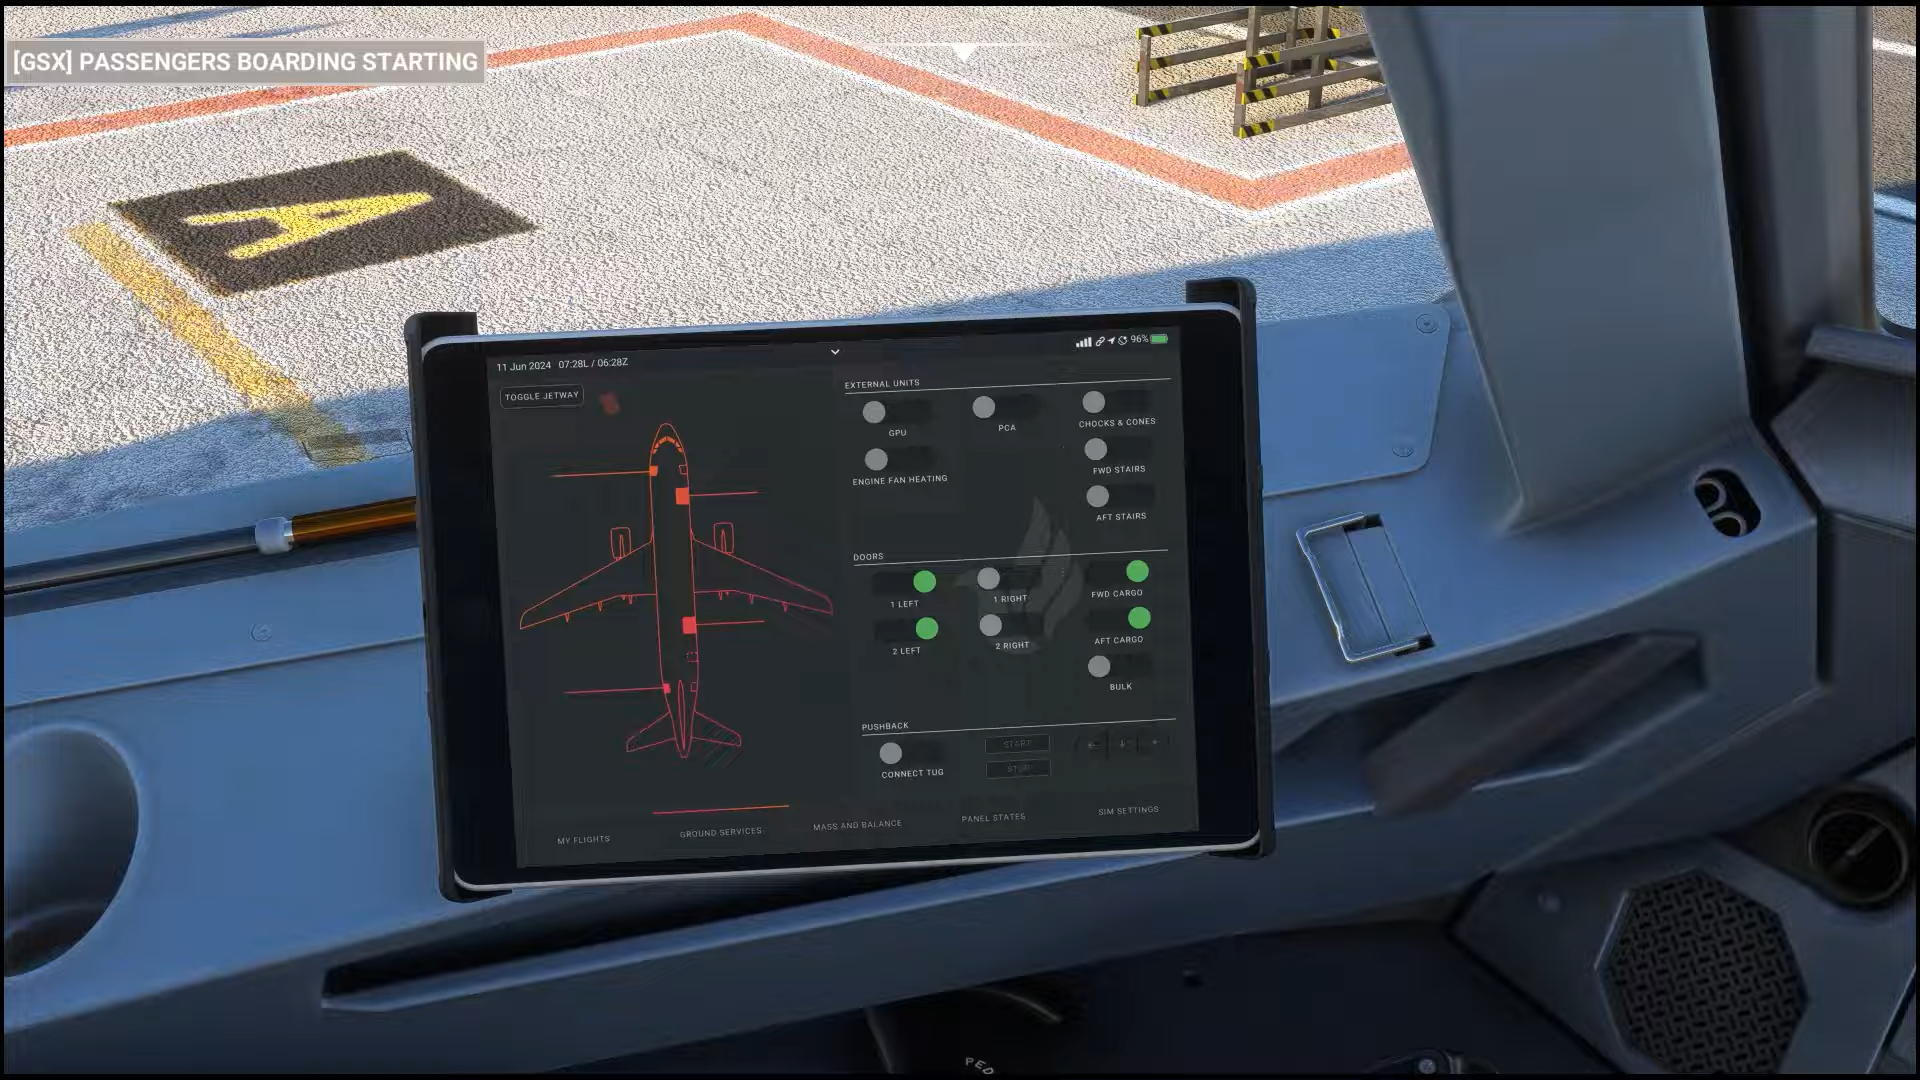 [GSX] PASSENGERS BOARDING STARTING
A
11 Jun 2024 07:28L / 06:28Z
96%
TOGGLE JETWAY
EXTERNAL UNITS
GPU
PCA
CHOCKS & CONES
ENGINE FAN HEATING
FWD STAIRS
AFT STAIRS
DOORS
1 LEFT
1 RIGHT
FWD CARGO
2 LEFT
2 RIGHT
AFT CARGO
BULK
PUSHBACK
CONNECT TUG
START
STOP
MY FLIGHTS
GROUND SERVICES
MASS AND BALANCE
PANEL STATES
SIM SETTINGS
PED